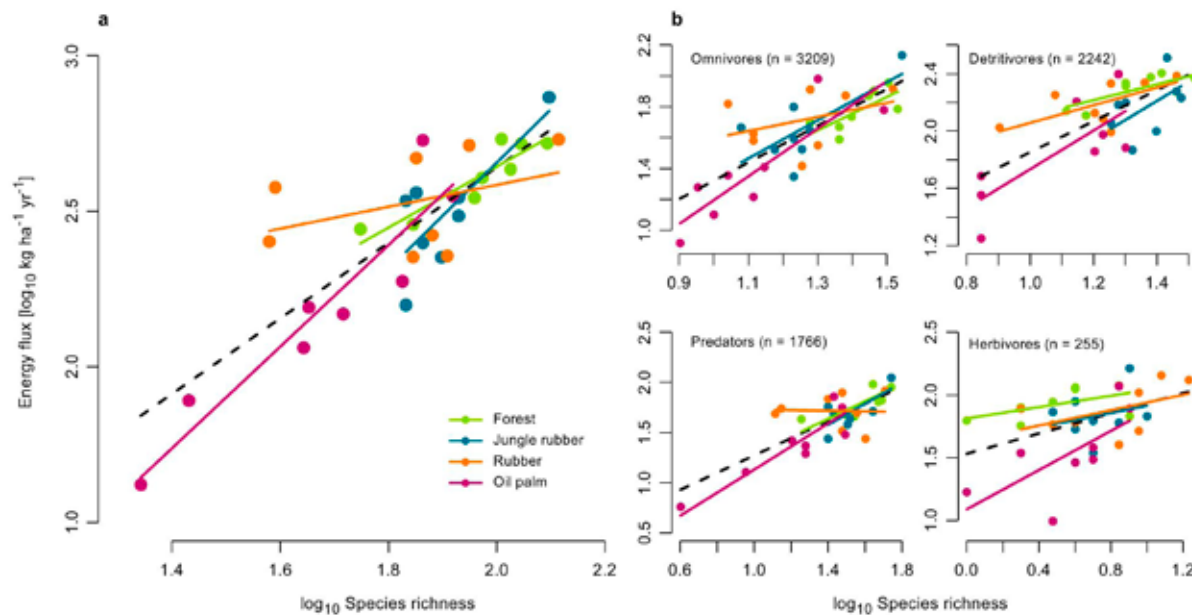 a
Energy flux [log10 kg ha-1 yr-1]
3.0
2.5
2.0
1.0
Forest
Jungle rubber
Rubber
Oil palm
1.4 1.6 1.8 2.0 2.2
log10 Species richness
b
Omnivores (n = 3209)
2.2
1.8
1.4
1.0
0.9 1.1 1.3 1.5
Detritivores (n = 2242)
2.4
2.0
1.6
1.2
0.8 1.0 1.2 1.4
Predators (n = 1766)
2.5
2.0
1.5
1.0
0.5
0.6 1.0 1.4 1.8
Herbivores (n = 255)
2.5
2.0
1.5
1.0
0.0 0.4 0.8 1.2
log10 Species richness